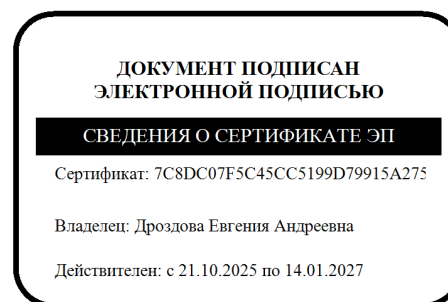 ДОКУМЕНТ ПОДПИСАН
ЭЛЕКТРОННОЙ ПОДПИСЬЮ
СВЕДЕНИЯ О СЕРТИФИКАТЕ ЭП
Сертификат: 7C8DC07F5C45CC5199D79915A275
Владелец: Дроздова Евгения Андреевна
Действителен: с 21.10.2025 по 14.01.2027